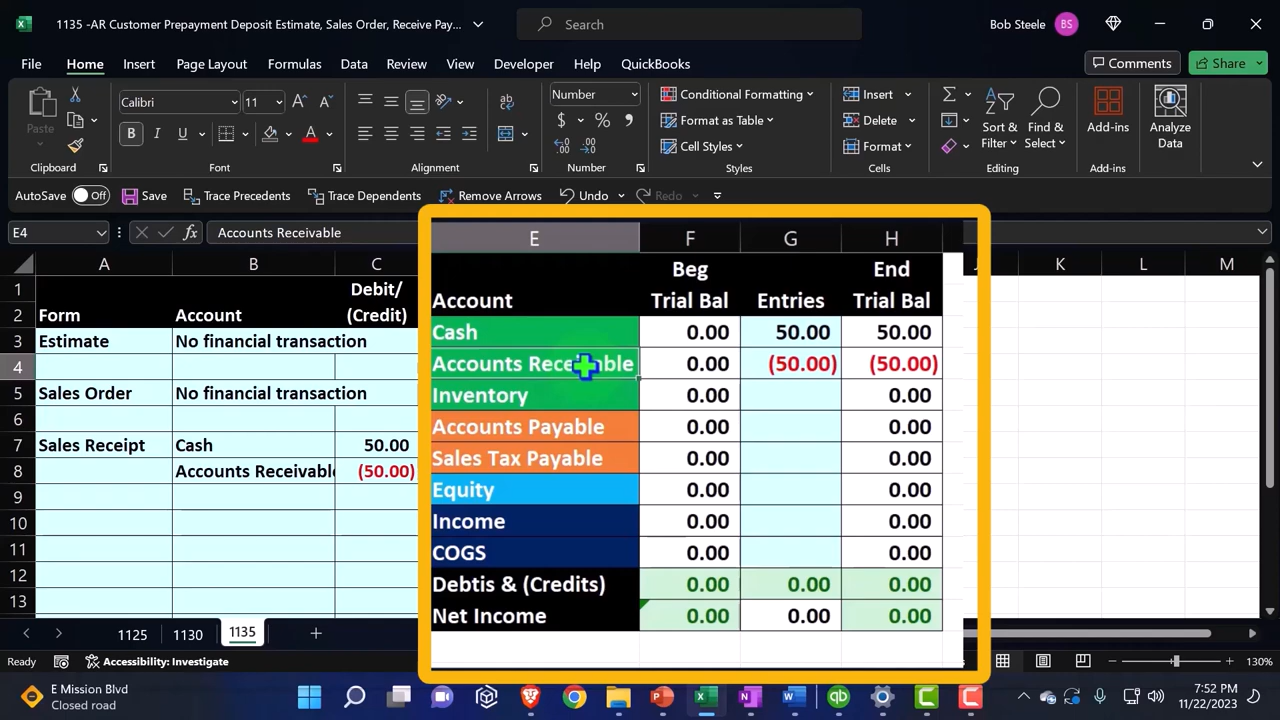 1135 -AR Customer Prepayment Deposit Estimate, Sales Order, Receive Pay...
Search
Bob Steele
BS
File Home Insert Page Layout Formulas Data Review View Developer Help QuickBooks
Comments
Share
Calibri 11
Number
Conditional Formatting
Insert
Format as Table
Delete
Cell Styles
Format
Paste
B I U
Sort & Filter
Find & Select
Add-ins
Analyze Data
Clipboard Font Alignment Number Styles Cells Editing Add-ins
AutoSave Off Save Trace Precedents Trace Dependents Remove Arrows Undo Redo
E4 fx Accounts Receivable
A B C E F G H K L M
1 Debit/
2 Form Account (Credit)
3 Estimate No financial transaction
4
5 Sales Order No financial transaction
6
7 Sales Receipt Cash 50.00
8 Accounts Receivabl (50.00)
9
10
11
12
13
Beg End
Account Trial Bal Entries Trial Bal
Cash 0.00 50.00 50.00
Accounts Receivable 0.00 (50.00) (50.00)
Inventory 0.00 0.00
Accounts Payable 0.00 0.00
Sales Tax Payable 0.00 0.00
Equity 0.00 0.00
Income 0.00 0.00
COGS 0.00 0.00
Debtis & (Credits) 0.00 0.00 0.00
Net Income 0.00 0.00 0.00
1125 1130 1135
Ready Accessibility: Investigate 130%
E Mission Blvd
Closed road
7:52 PM
11/22/2023